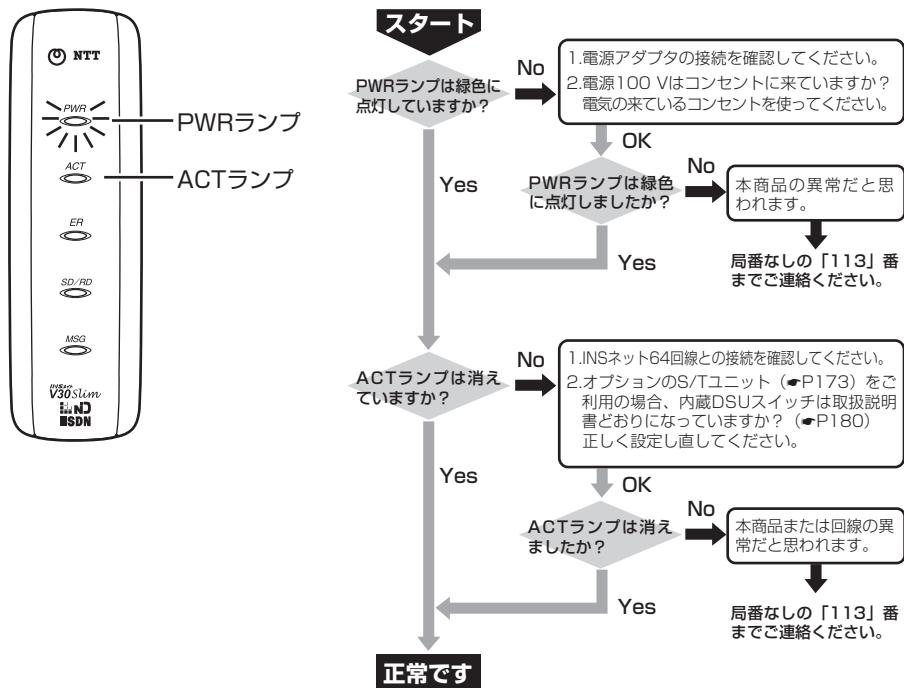 NTT
PWR
ACT
ER
SD/RD
MSG
INSメイト
V30Slim
ISDN
PWRランプ
ACTランプ
スタート
PWRランプは緑色に
点灯していますか？
No
1.電源アダプタの接続を確認してください。
2.電源100 Vはコンセントに来ていますか？
電気の来ているコンセントを使ってください。
OK
Yes
PWRランプは緑色
に点灯しましたか？
No
本商品の異常だと思
われます。
Yes
局番なしの「113」番
までご連絡ください。
ACTランプは消え
ていますか？
No
1.INSネット64回線との接続を確認してください。
2.オプションのS/Tユニット（☛P173）をご
利用の場合、内蔵DSUスイッチは取扱説明
書どおりになっていますか？（☛P180）
正しく設定し直してください。
Yes
OK
ACTランプは消え
ましたか？
No
本商品または回線の異
常だと思われます。
Yes
局番なしの「113」番
までご連絡ください。
正常です